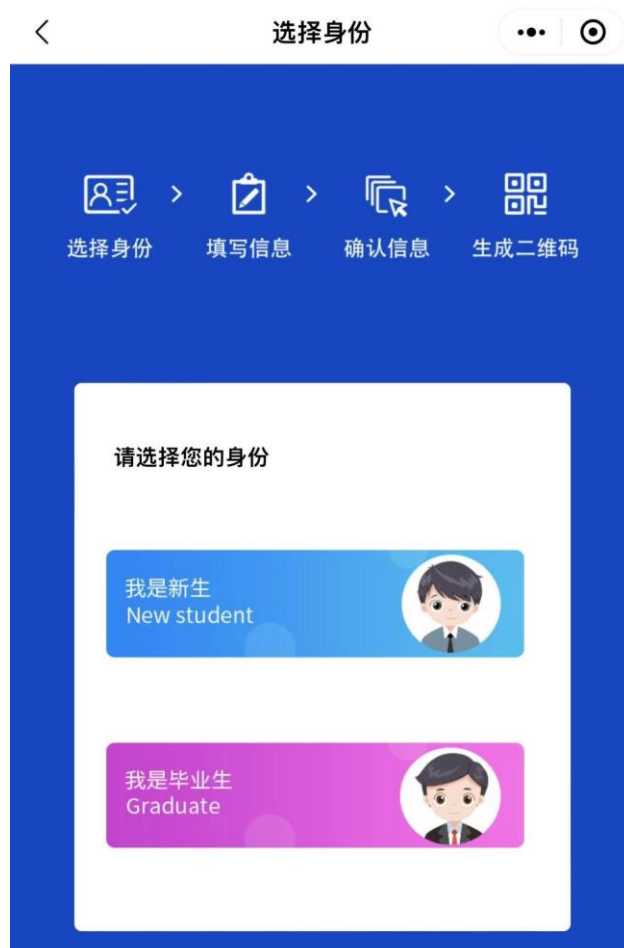 选择身份
选择身份
填写信息
确认信息
生成二维码
请选择您的身份
我是新生
New student
我是毕业生
Graduate